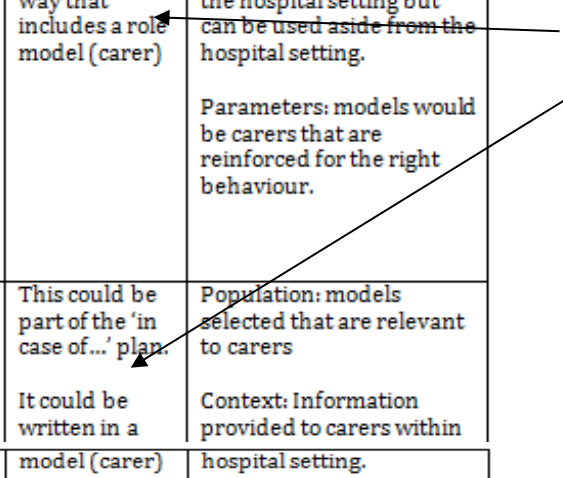 way that
includes a role
model (carer)
the hospital setting but
can be used aside from the
hospital setting.
Parameters: models would
be carers that are
reinforced for the right
behaviour.
This could be
part of the ‘in
case of...’ plan.
It could be
written in a
Population: models
selected that are relevant
to carers
Context: Information
provided to carers within
model (carer)
hospital setting.